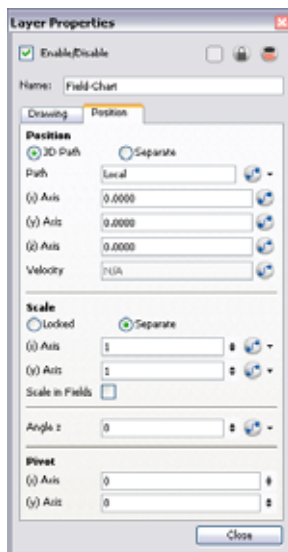 Layer Properties
Enable/Disable
Name: Field-Chart
Drawing Position
Position
3D Path Separate
Path Local
(x) Axis 0.0000
(y) Axis 0.0000
(z) Axis 0.0000
Velocity N/A
Scale
Locked Separate
(x) Axis 1
(y) Axis 1
Scale in Fields
Angle z 0
Pivot
(x) Axis 0
(y) Axis 0
Close